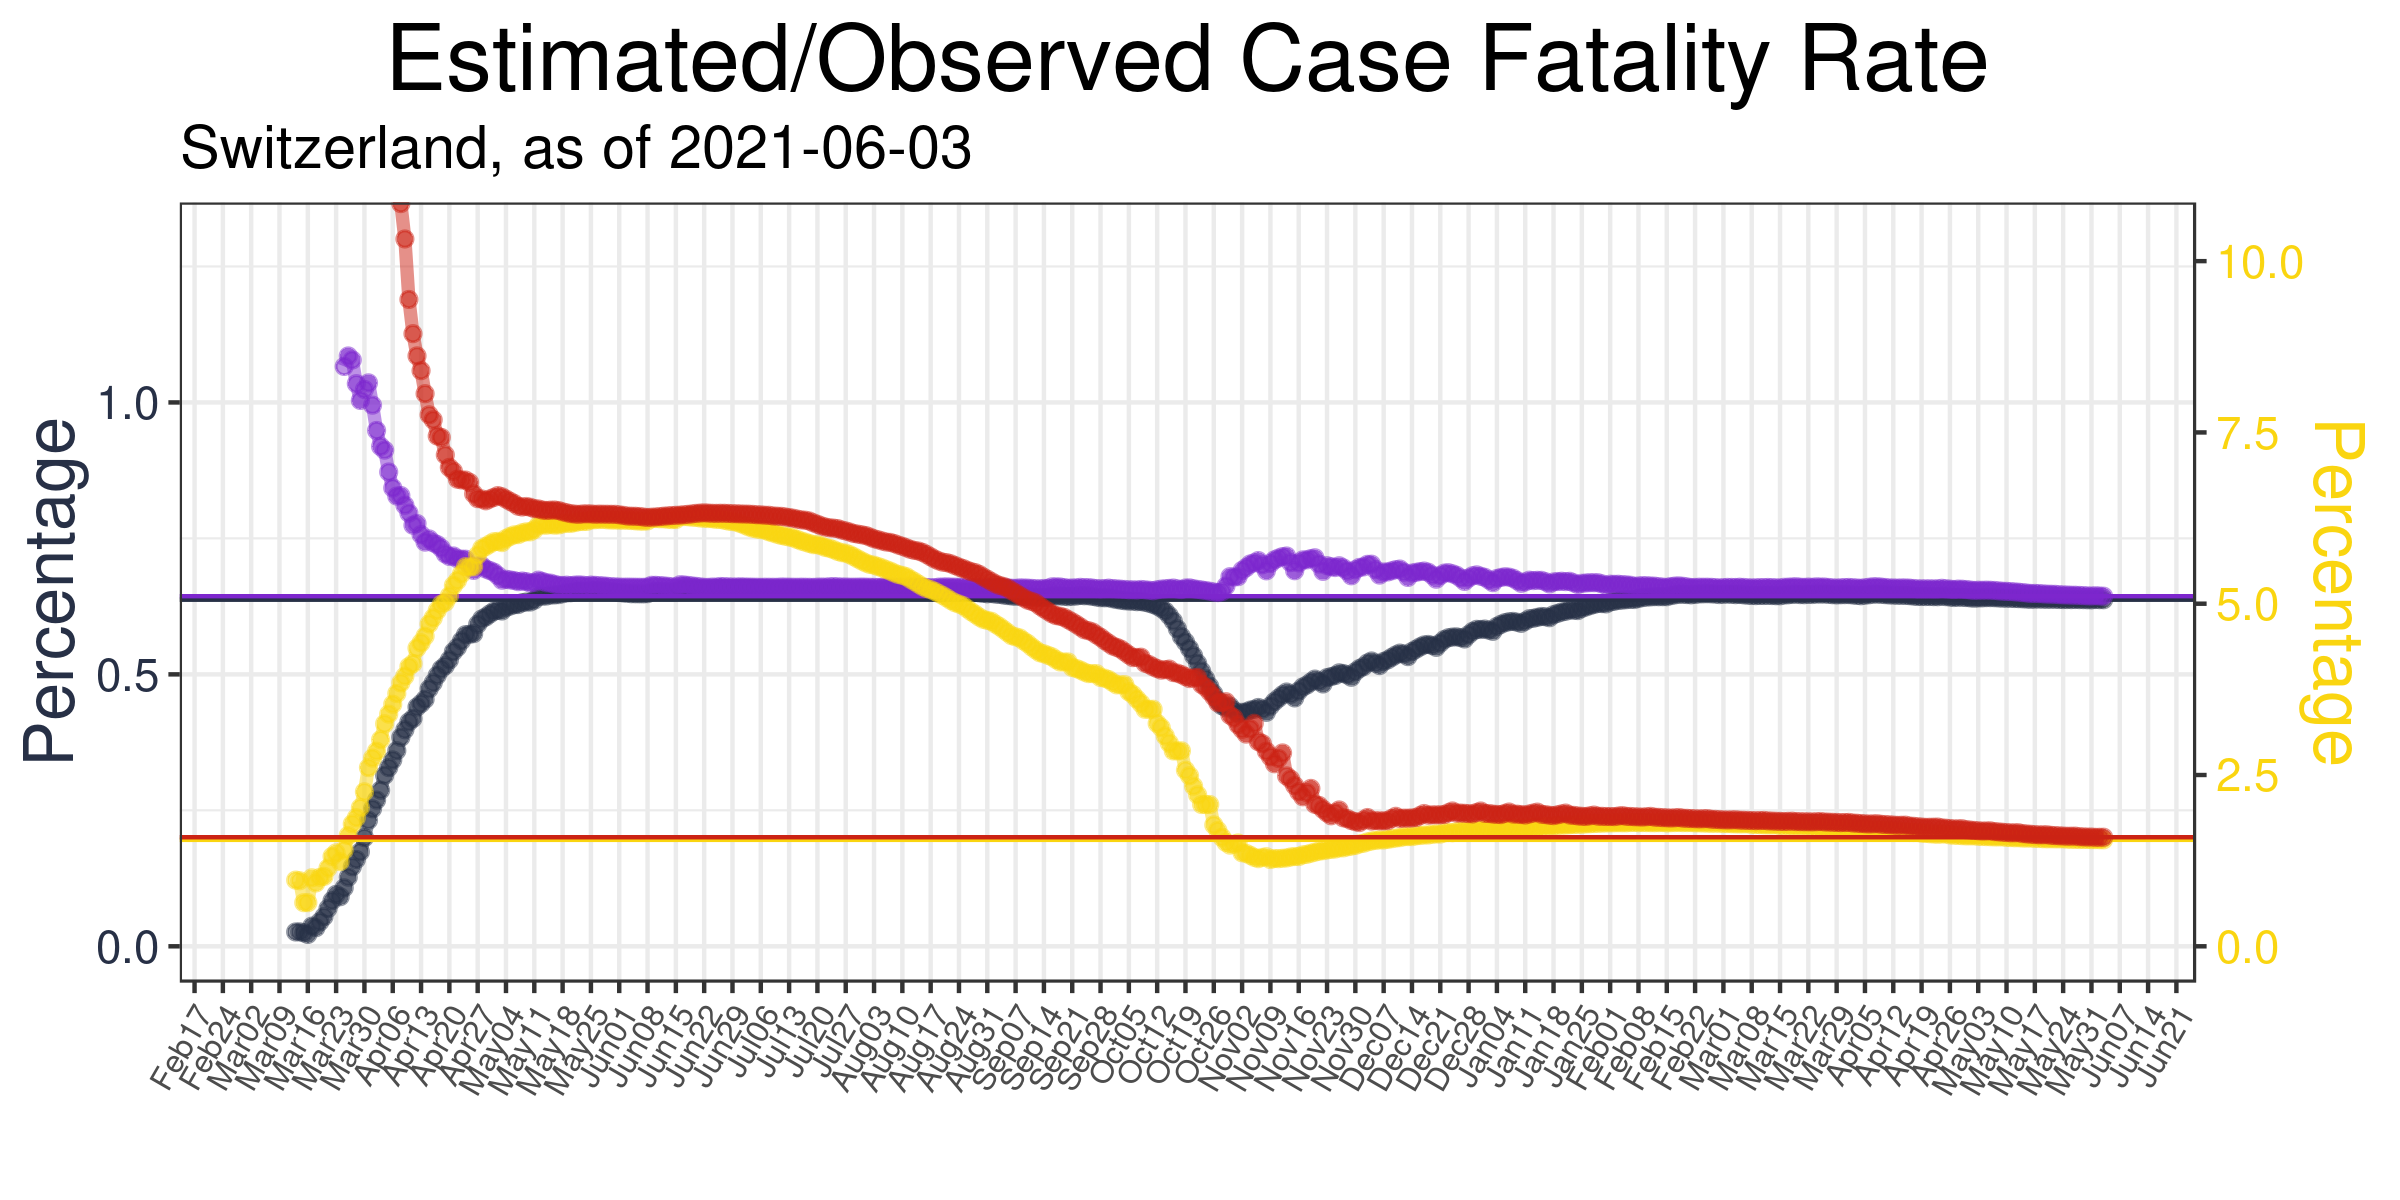 Estimated/Observed Case Fatality Rate
Switzerland, as of 2021-06-03
Percentage
1.0
0.5
0.0
10.0
7.5
5.0
2.5
0.0
Percentage
Feb17
Feb24
Mar02
Mar09
Mar16
Mar23
Mar30
Apr06
Apr13
Apr20
Apr27
May04
May11
May18
May25
Jun01
Jun08
Jun15
Jun22
Jun29
Jul06
Jul13
Jul20
Jul27
Aug03
Aug10
Aug17
Aug24
Aug31
Sep07
Sep14
Sep21
Sep28
Oct05
Oct12
Oct19
Oct26
Nov02
Nov09
Nov16
Nov23
Nov30
Dec07
Dec14
Dec21
Dec28
Jan04
Jan11
Jan18
Jan25
Feb01
Feb08
Feb15
Feb22
Mar01
Mar08
Mar15
Mar22
Mar29
Apr05
Apr12
Apr19
Apr26
May03
May10
May17
May24
May31
Jun07
Jun14
Jun21